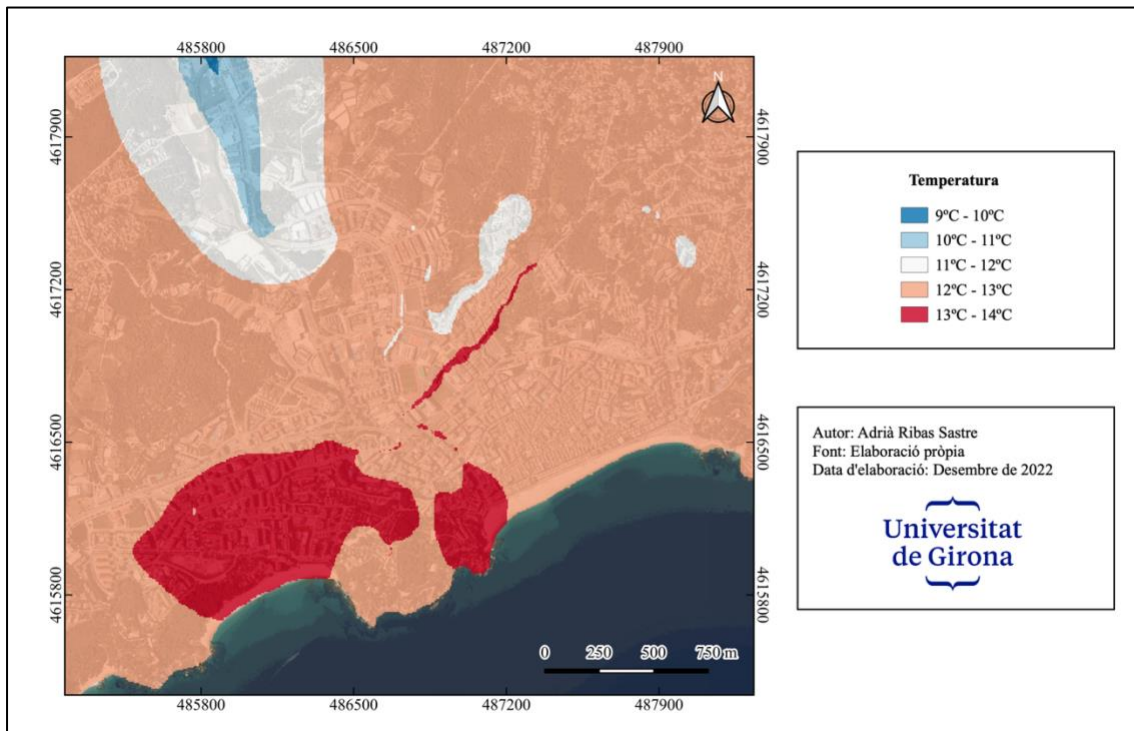 485800 486500 487200 487900
N
4617900
4617900
4617200
4617200
4616500
4616500
4615800
4615800
0 250 500 750 m
485800 486500 487200 487900
Temperatura
9ºC - 10ºC
10ºC - 11ºC
11ºC - 12ºC
12ºC - 13ºC
13ºC - 14ºC
Autor: Adrià Ribas Sastre
Font: Elaboració pròpia
Data d'elaboració: Desembre de 2022
Universitat
de Girona